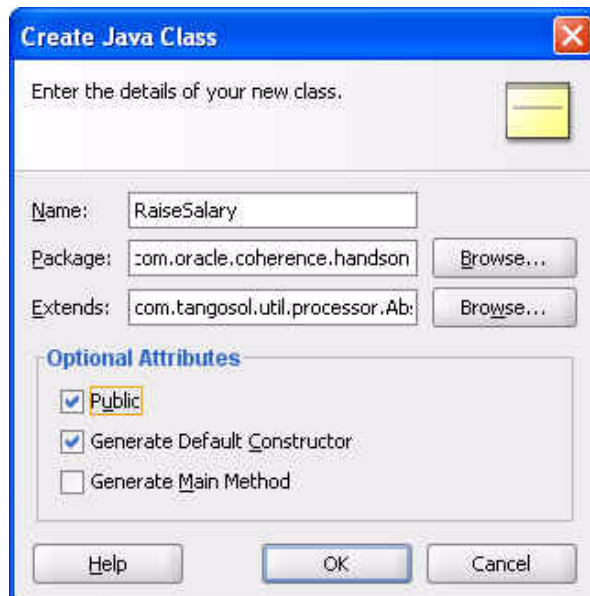 Create Java Class
Enter the details of your new class.
Name: RaiseSalary
Package: com.oracle.coherence.handson Browse...
Extends: com.tangosol.util.processor.Abs Browse...
Optional Attributes
Public
Generate Default Constructor
Generate Main Method
Help OK Cancel